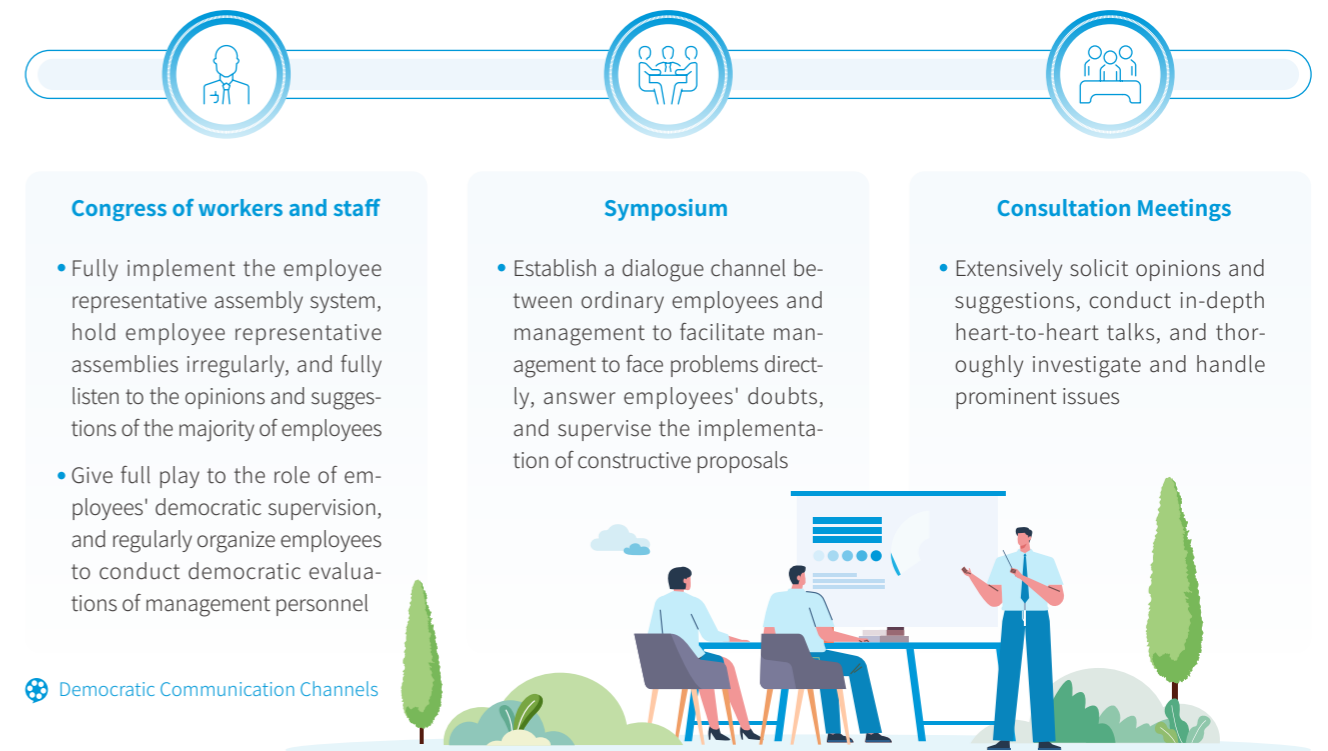 Congress of workers and staff
• Fully implement the employee
representative assembly system,
hold employee representative
assemblies irregularly, and fully
listen to the opinions and sugges-
tions of the majority of employees
• Give full play to the role of em-
ployees' democratic supervision,
and regularly organize employees
to conduct democratic evalua-
tions of management personnel
Symposium
• Establish a dialogue channel be-
tween ordinary employees and
management to facilitate man-
agement to face problems direct-
ly, answer employees' doubts,
and supervise the implementa-
tion of constructive proposals
Consultation Meetings
• Extensively solicit opinions and
suggestions, conduct in-depth
heart-to-heart talks, and thor-
oughly investigate and handle
prominent issues
Democratic Communication Channels